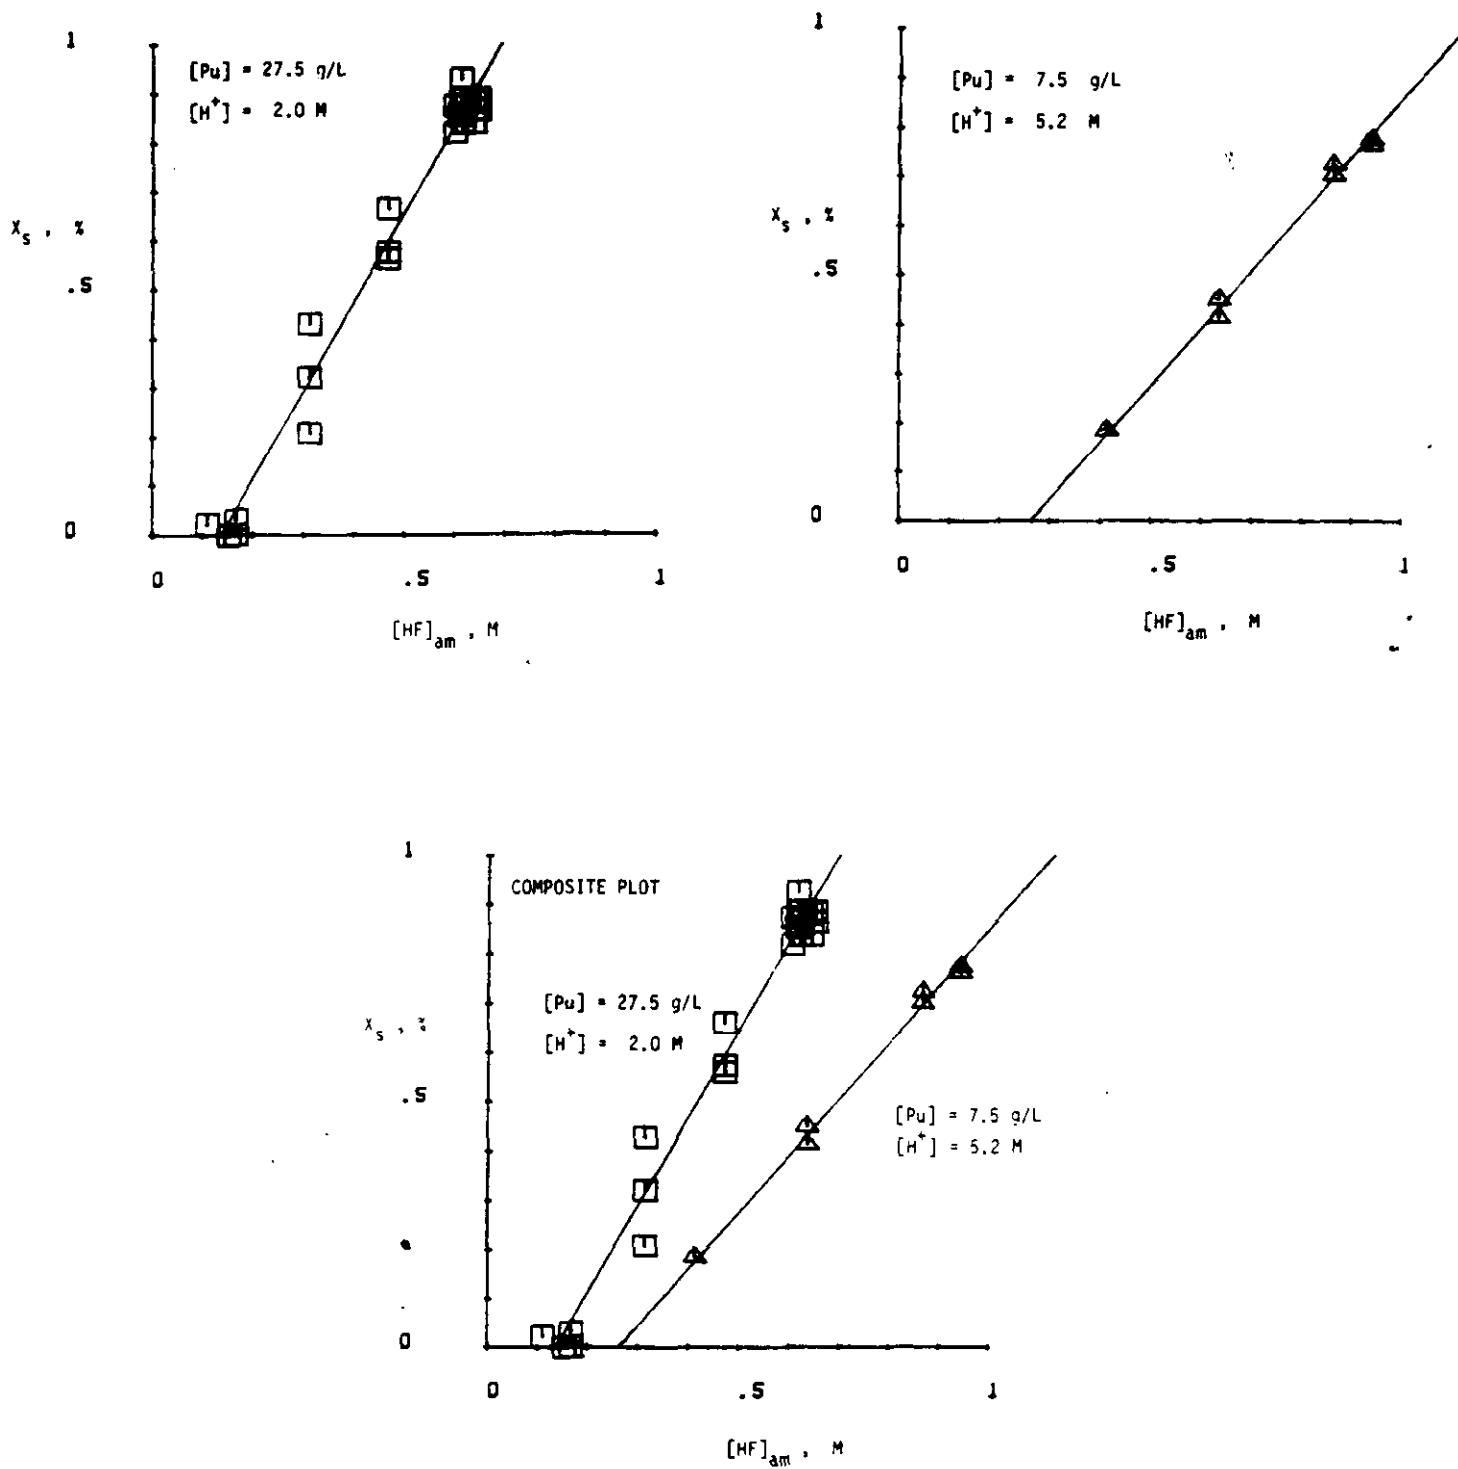 1
[Pu] = 27.5 g/L
[H+] = 2.0 M
Xs , %
.5
0
0 .5 1
[HF]am , M
1
[Pu] = 7.5 g/L
[H+] = 5.2 M
Xs , %
.5
0
0 .5 1
[HF]am , M
1
COMPOSITE PLOT
[Pu] = 27.5 g/L
[H+] = 2.0 M
Xs , %
.5
[Pu] = 7.5 g/L
[H+] = 5.2 M
0
0 .5 1
[HF]am , M